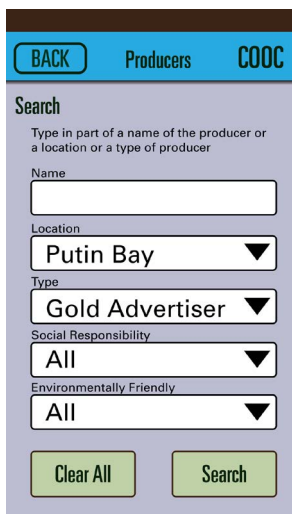 BACK Producers COOC
Search
Type in part of a name of the producer or
a location or a type of producer
Name
Location
Putin Bay
Type
Gold Advertiser
Social Responsibility
All
Environmentally Friendly
All
Clear All Search